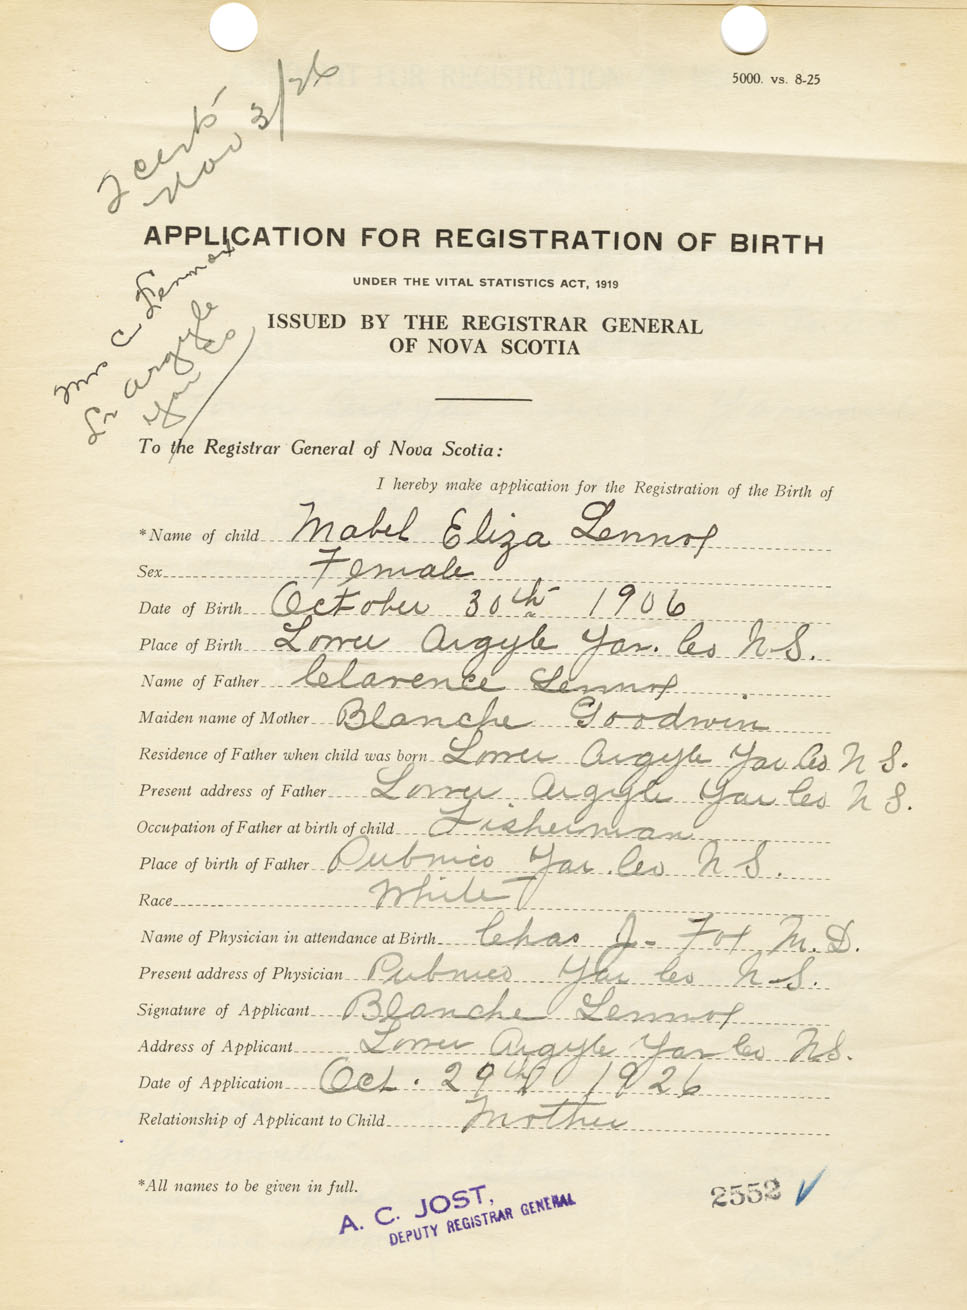 5000. vs. 8-25
2 certs
Nov 3/26
APPLICATION FOR REGISTRATION OF BIRTH
UNDER THE VITAL STATISTICS ACT, 1919
Mrs C Lennox
Lr Argyle
Yar Co
ISSUED BY THE REGISTRAR GENERAL
OF NOVA SCOTIA
To the Registrar General of Nova Scotia:
I hereby make application for the Registration of the Birth of
*Name of child Mabel Eliza Lennox
Sex Female
Date of Birth October 30th 1906
Place of Birth Lower Argyle Yar. Co N.S.
Name of Father Clarence Lennox
Maiden name of Mother Blanche Goodwin
Residence of Father when child was born Lower Argyle Yar Co N S.
Present address of Father Lower Argyle Yar Co N S.
Occupation of Father at birth of child Fisherman
Place of birth of Father Pubnico Yar. Co N S.
Race White
Name of Physician in attendance at Birth Chas J. Fox M.D.
Present address of Physician Pubnico Yar Co N.S.
Signature of Applicant Blanche Lennox
Address of Applicant Lower Argyle Yar Co N.S.
Date of Application Oct. 29th 1926
Relationship of Applicant to Child Mother
*All names to be given in full.
2552
A. C. JOST,
DEPUTY REGISTRAR GENERAL